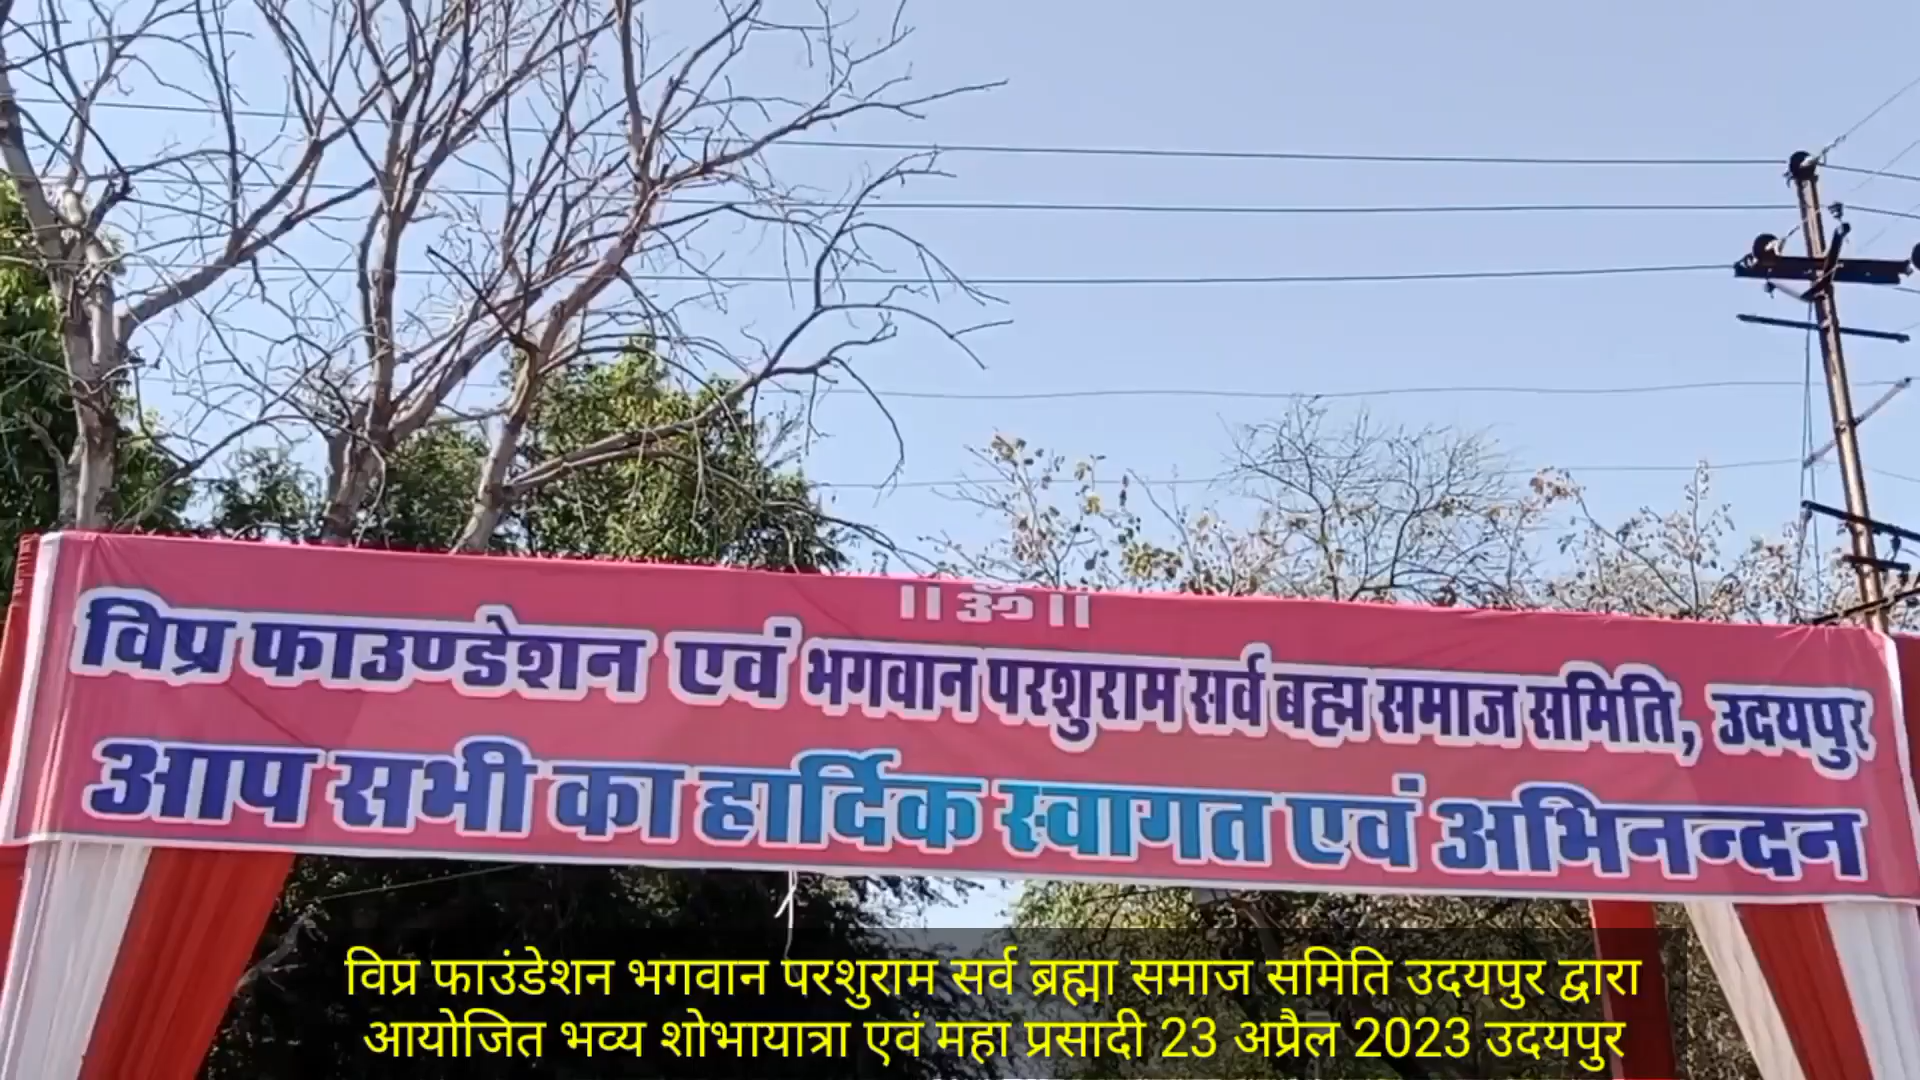 ।। ॐ ।।
विप्र फाउण्डेशन एवं भगवान परशुराम सर्व बह्म समाज समिति, उदयपुर
आप सभी का हार्दिक स्वागत एवं अभिनन्दन
विप्र फाउंडेशन भगवान परशुराम सर्व ब्रह्मा समाज समिति उदयपुर द्वारा
आयोजित भव्य शोभायात्रा एवं महा प्रसादी 23 अप्रैल 2023 उदयपुर